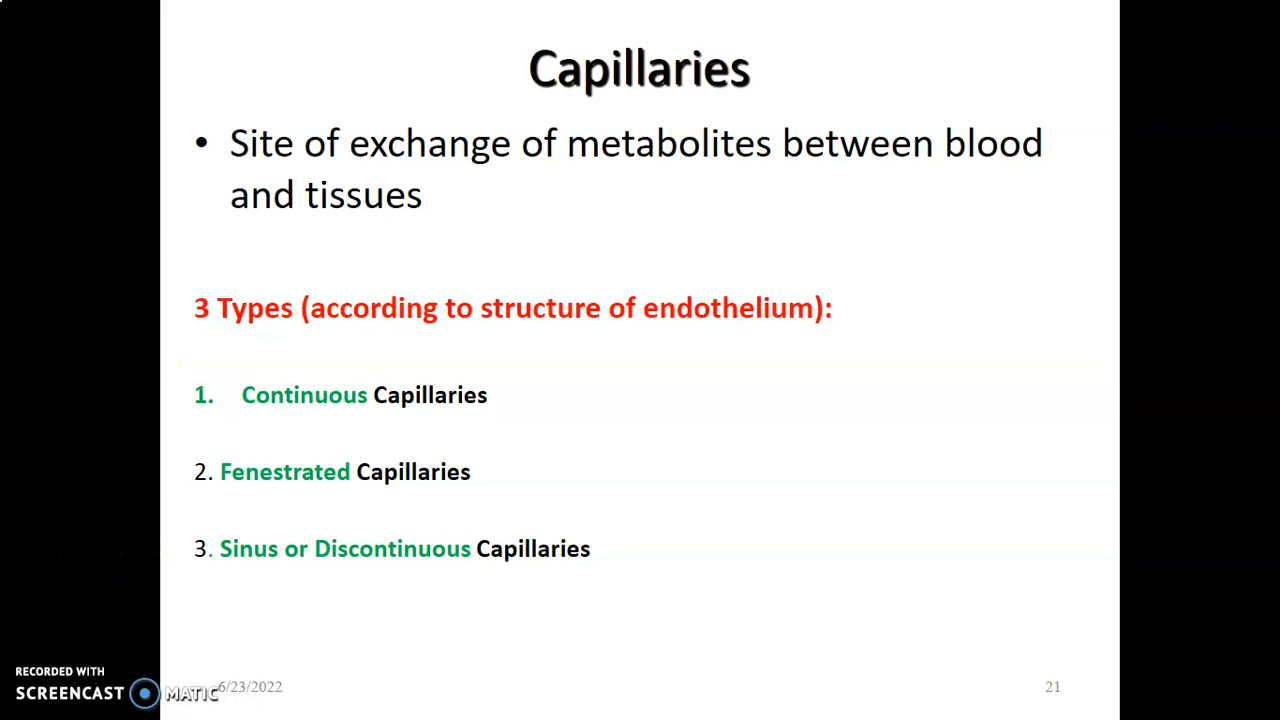 Capillaries
• Site of exchange of metabolites between blood
and tissues
3 Types (according to structure of endothelium):
1. Continuous Capillaries
2. Fenestrated Capillaries
3. Sinus or Discontinuous Capillaries
RECORDED WITH
SCREENCAST MATIC
6/23/2022
21